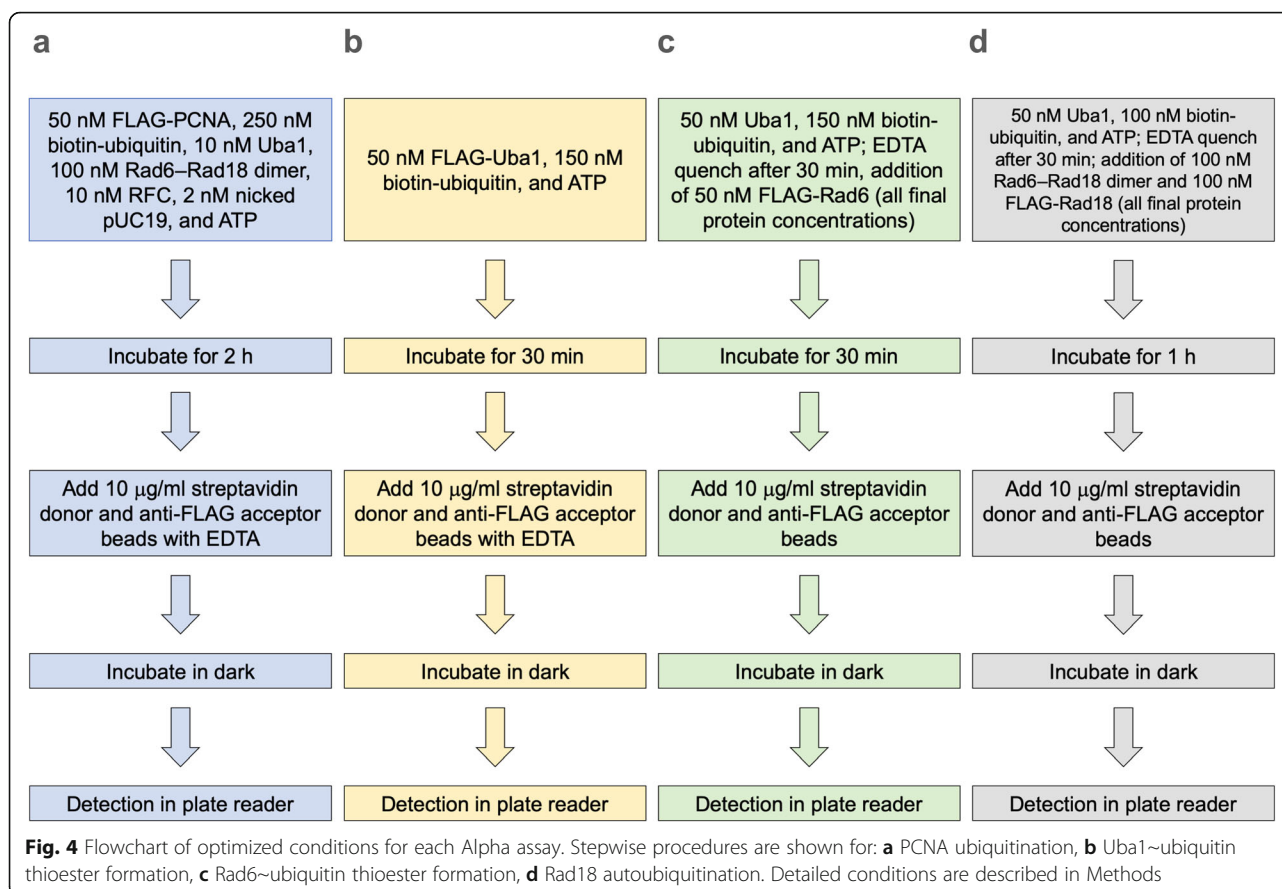 a
b
c
d
50 nM FLAG-PCNA, 250 nM
biotin-ubiquitin, 10 nM Uba1,
100 nM Rad6–Rad18 dimer,
10 nM RFC, 2 nM nicked
pUC19, and ATP
50 nM FLAG-Uba1, 150 nM
biotin-ubiquitin, and ATP
50 nM Uba1, 150 nM biotin-
ubiquitin, and ATP; EDTA
quench after 30 min, addition
of 50 nM FLAG-Rad6 (all final
protein concentrations)
50 nM Uba1, 100 nM biotin-
ubiquitin, and ATP; EDTA quench
after 30 min; addition of 100 nM
Rad6–Rad18 dimer and 100 nM
FLAG-Rad18 (all final protein
concentrations)
Incubate for 2 h
Incubate for 30 min
Incubate for 30 min
Incubate for 1 h
Add 10 μg/ml streptavidin
donor and anti-FLAG acceptor
beads with EDTA
Add 10 μg/ml streptavidin
donor and anti-FLAG acceptor
beads with EDTA
Add 10 μg/ml streptavidin
donor and anti-FLAG acceptor
beads
Add 10 μg/ml streptavidin
donor and anti-FLAG acceptor
beads
Incubate in dark
Incubate in dark
Incubate in dark
Incubate in dark
Detection in plate reader
Detection in plate reader
Detection in plate reader
Detection in plate reader
Fig. 4 Flowchart of optimized conditions for each Alpha assay. Stepwise procedures are shown for: a PCNA ubiquitination, b Uba1~ubiquitin
thioester formation, c Rad6~ubiquitin thioester formation, d Rad18 autoubiquitination. Detailed conditions are described in Methods